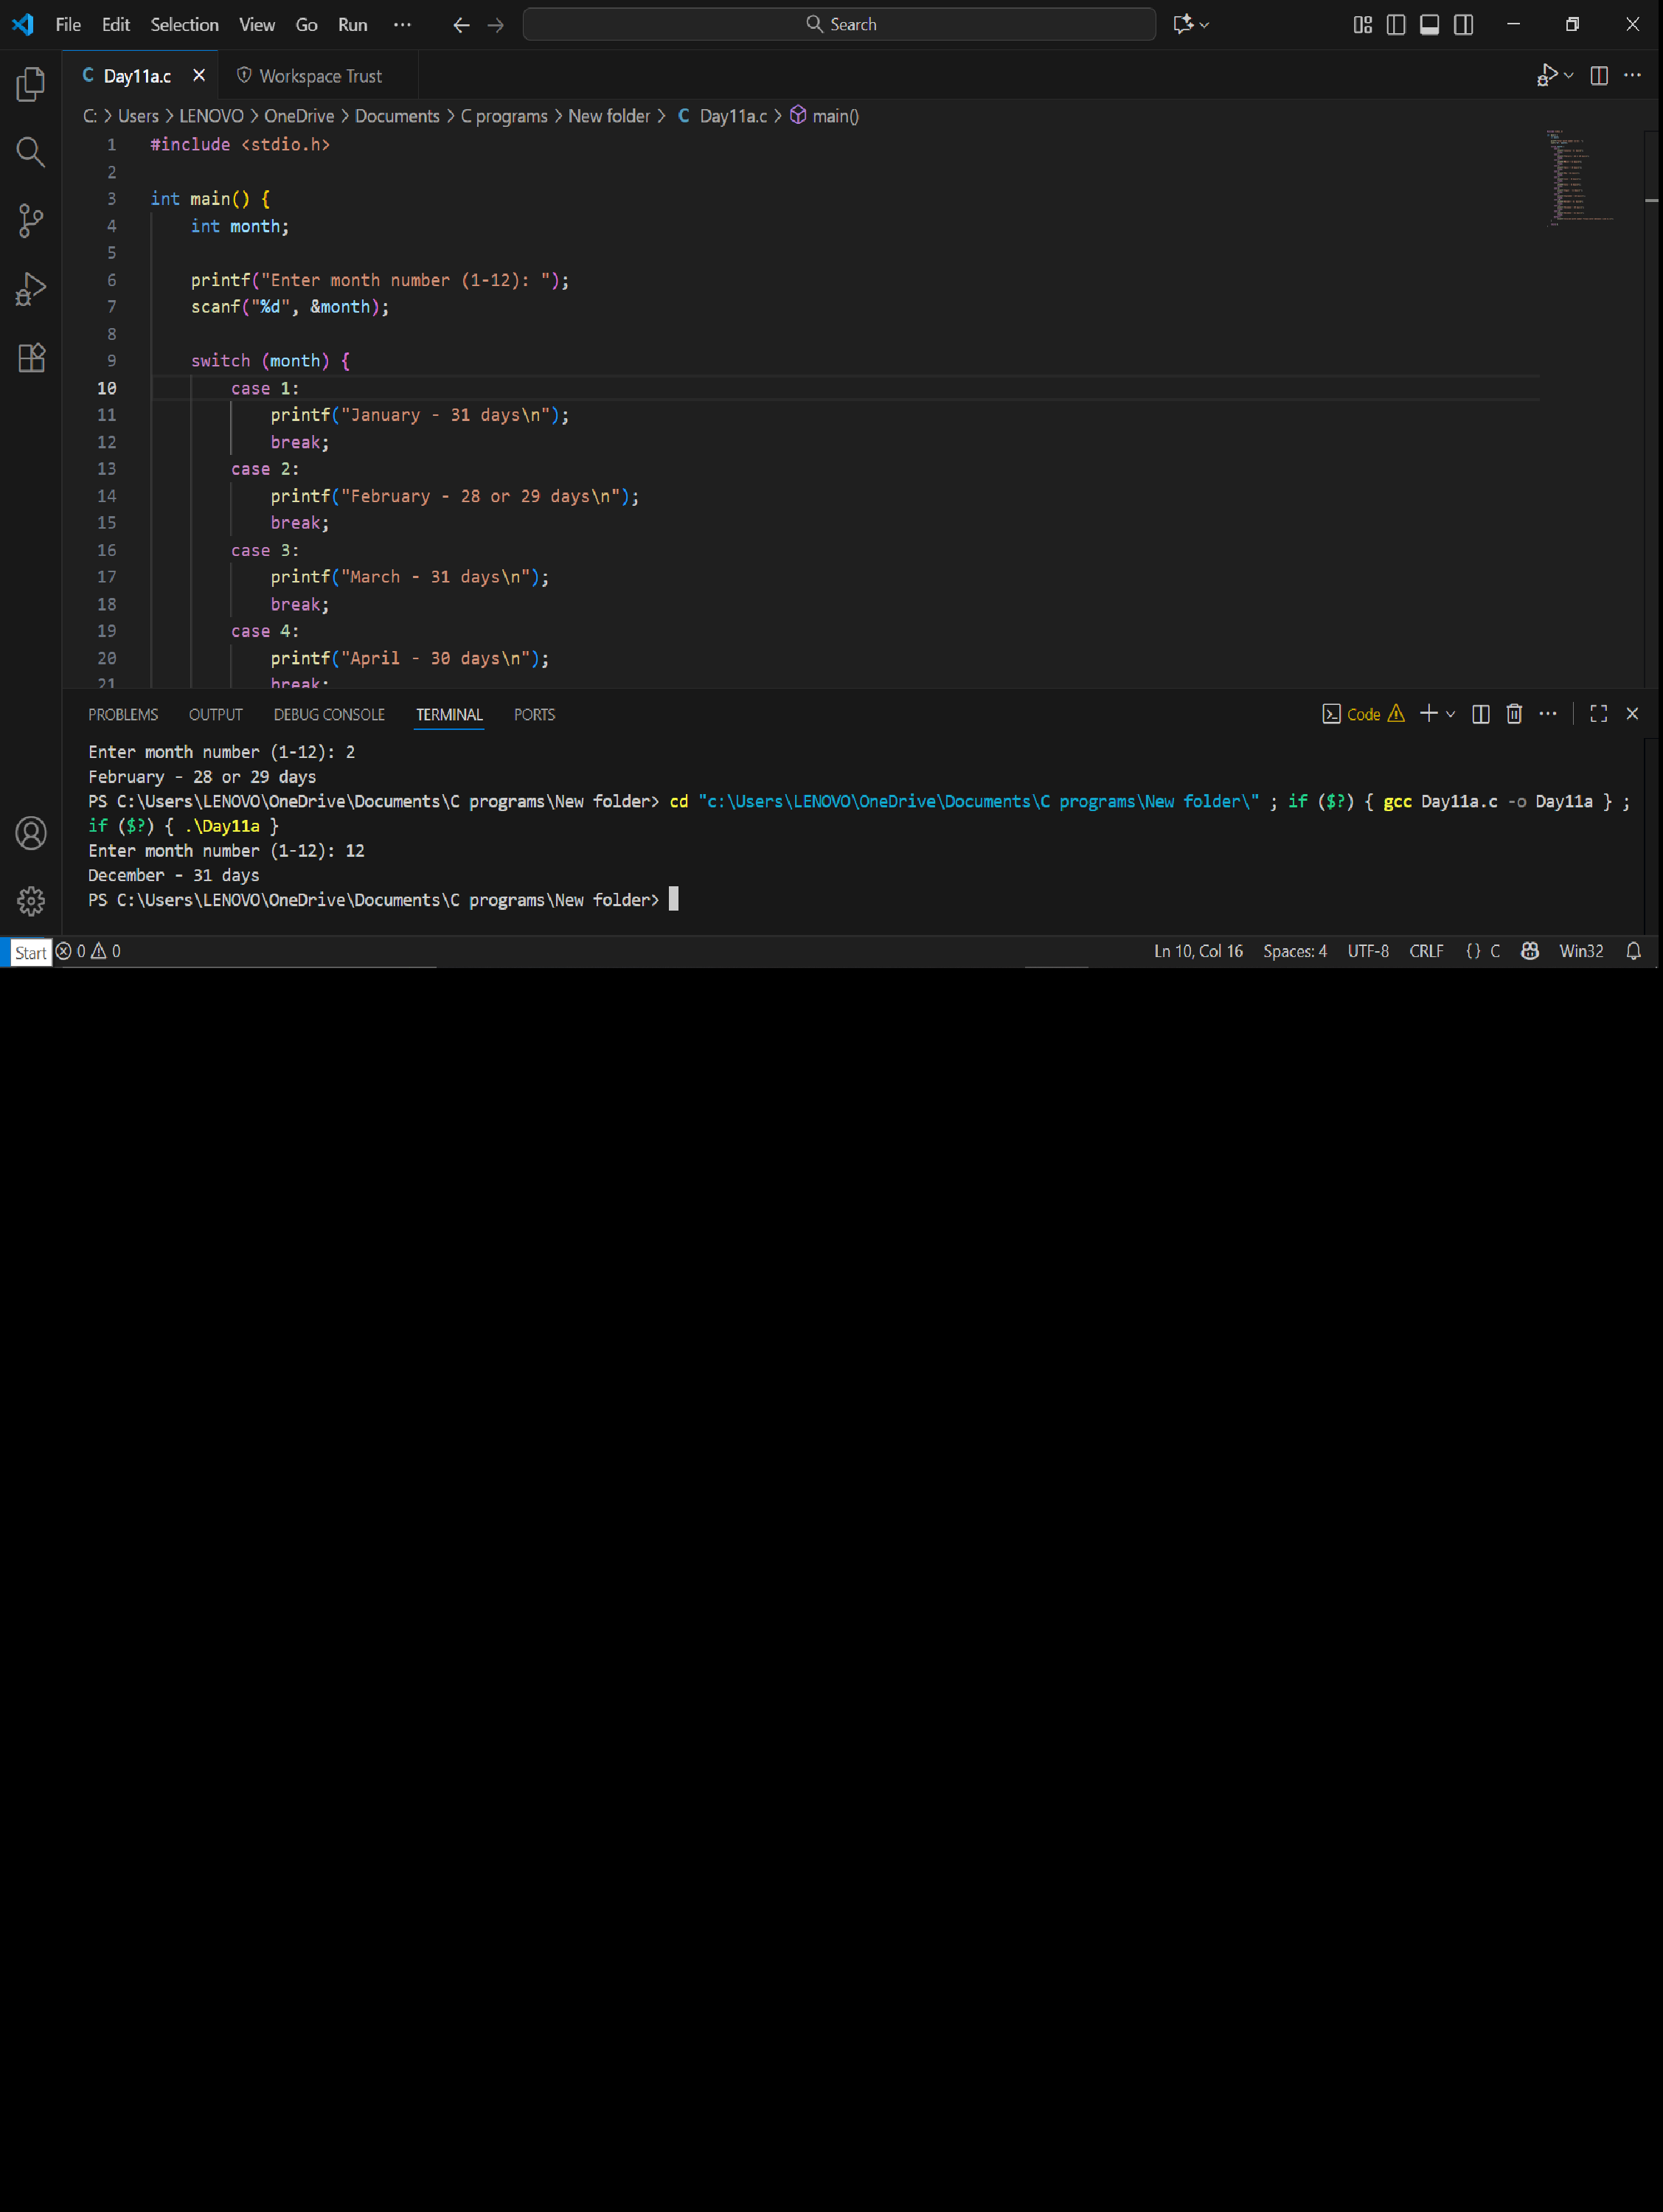 File Edit Selection View Go Run ··· Search
Day11a.c Workspace Trust
C: > Users > LENOVO > OneDrive > Documents > C programs > New folder > C Day11a.c > main()
1 #include <stdio.h>
2
3 int main() {
4 int month;
5
6 printf("Enter month number (1-12): ");
7 scanf("%d", &month);
8
9 switch (month) {
10 case 1:
11 printf("January - 31 days\n");
12 break;
13 case 2:
14 printf("February - 28 or 29 days\n");
15 break;
16 case 3:
17 printf("March - 31 days\n");
18 break;
19 case 4:
20 printf("April - 30 days\n");
21 break;
PROBLEMS OUTPUT DEBUG CONSOLE TERMINAL PORTS Code
Enter month number (1-12): 2
February - 28 or 29 days
PS C:\Users\LENOVO\OneDrive\Documents\C programs\New folder> cd "c:\Users\LENOVO\OneDrive\Documents\C programs\New folder\" ; if ($?) { gcc Day11a.c -o Day11a } ;
if ($?) { .\Day11a }
Enter month number (1-12): 12
December - 31 days
PS C:\Users\LENOVO\OneDrive\Documents\C programs\New folder>
Start 0 0 Ln 10, Col 16 Spaces: 4 UTF-8 CRLF {} C Win32